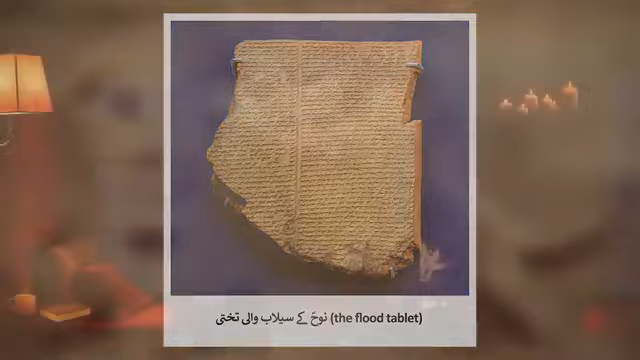 نوحؑ کے سیلاب والی تختی (the flood tablet)